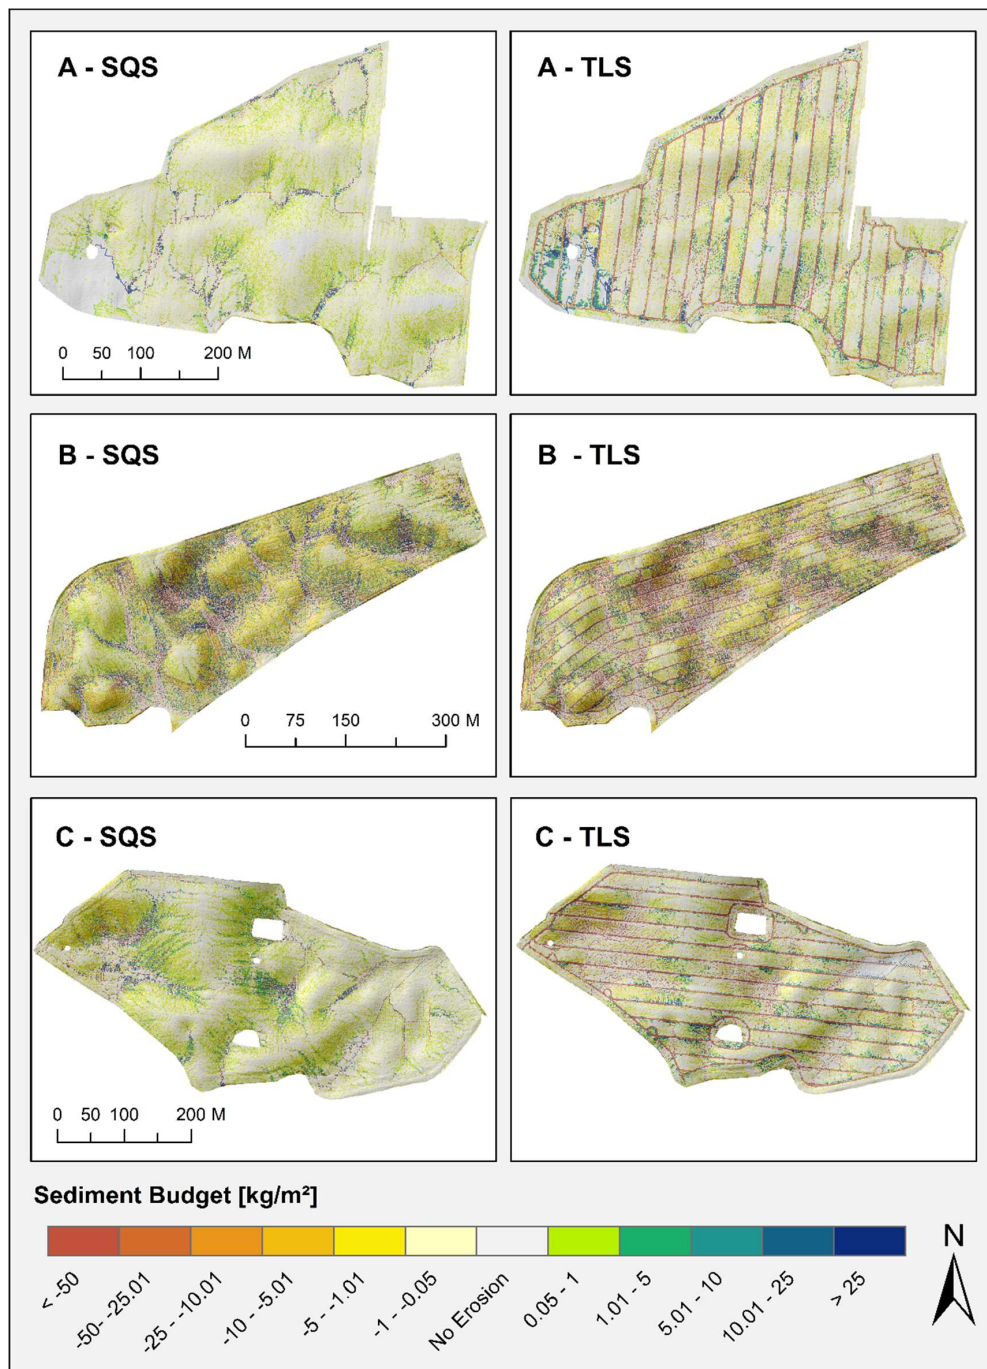 A - SQS
A - TLS
0 50 100 200 M
B - SQS
B - TLS
0 75 150 300 M
C - SQS
C - TLS
0 50 100 200 M
Sediment Budget [kg/m²]
< -50
-50- -25.01
-25 - -10.01
-10 - -5.01
-5 - -1.01
-1 - -0.05
No Erosion
0.05 - 1
1.01 - 5
5.01 - 10
10.01 - 25
> 25
N